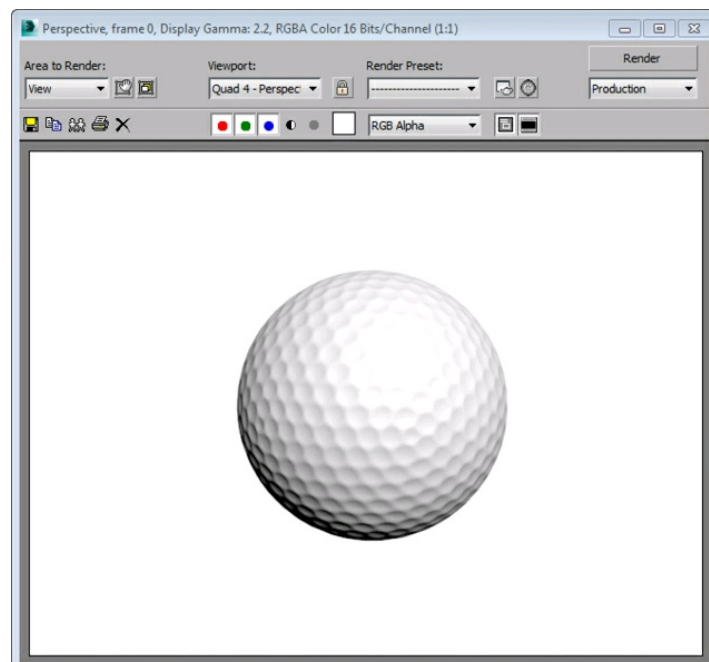 Perspective, frame 0, Display Gamma: 2.2, RGBA Color 16 Bits/Channel (1:1)
Area to Render:
Viewport:
Render Preset:
Render
View
Quad 4 - Perspec
-----------------------
Production
RGB Alpha